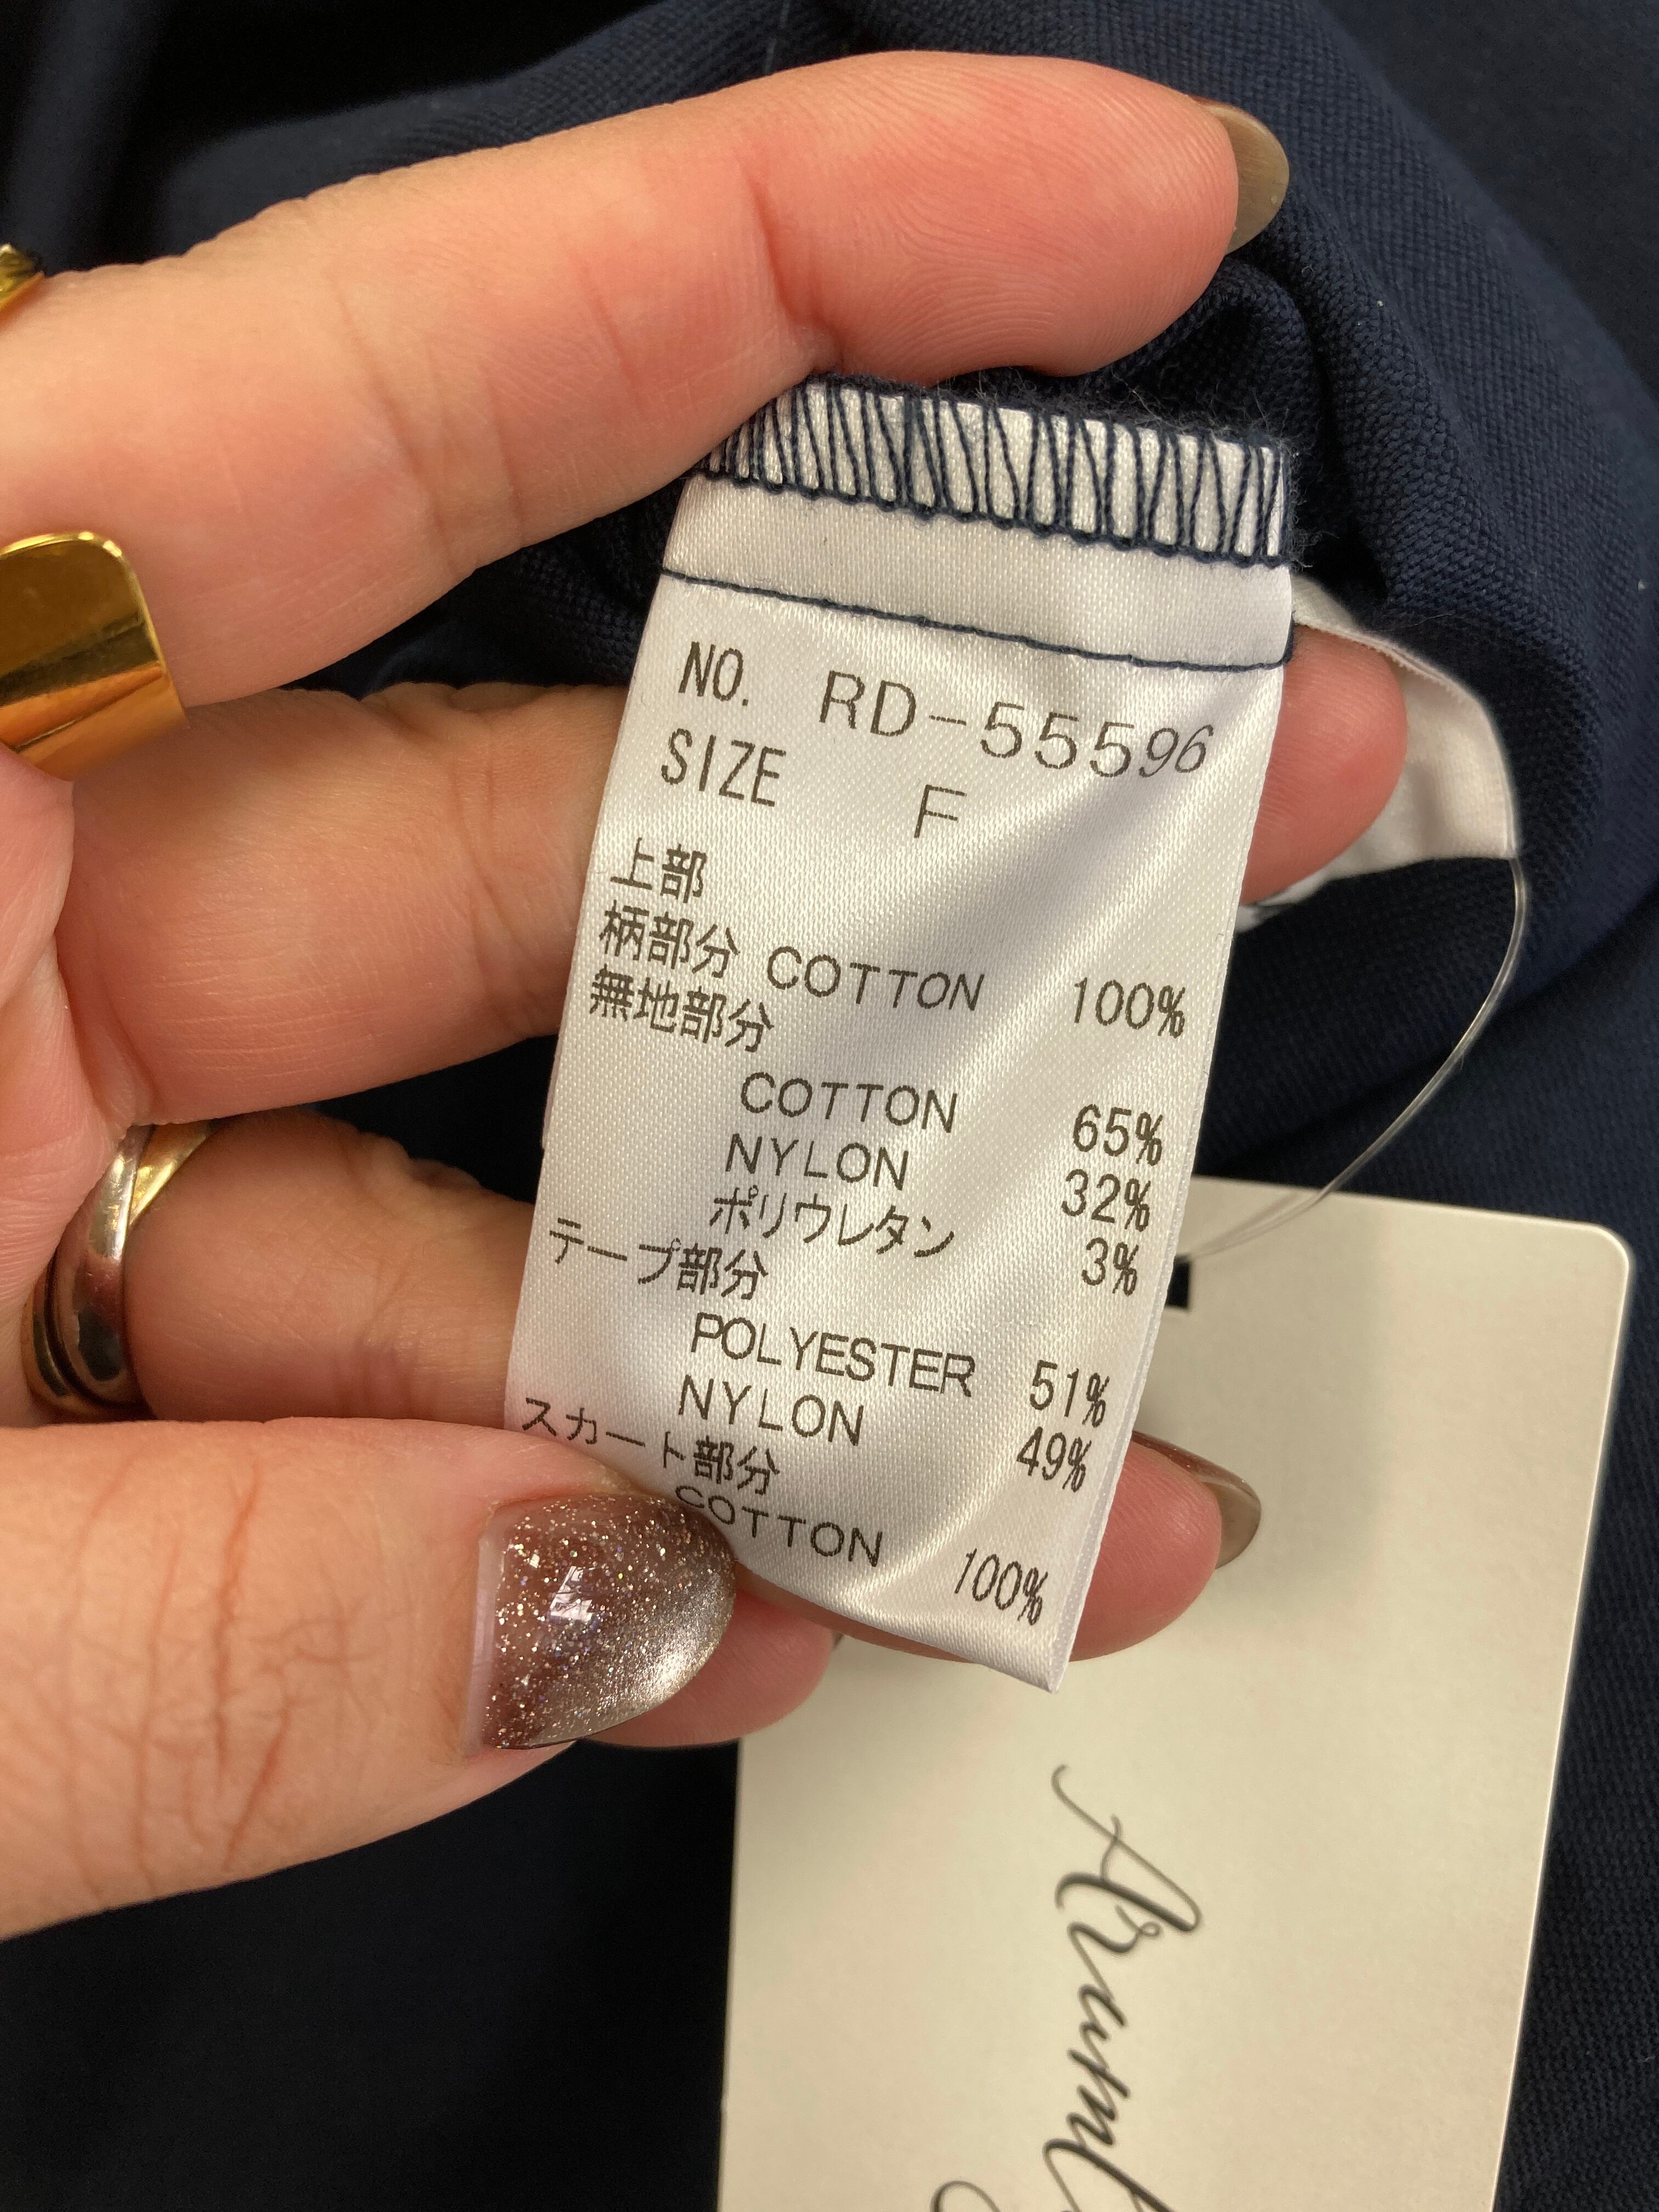 NO. RD-55596
SIZE F
上部
柄部分 COTTON 100%
無地部分
COTTON 65%
NYLON 32%
ポリウレタン 3%
テープ部分
POLYESTER 51%
NYLON 49%
スカート部分
COTTON 100%